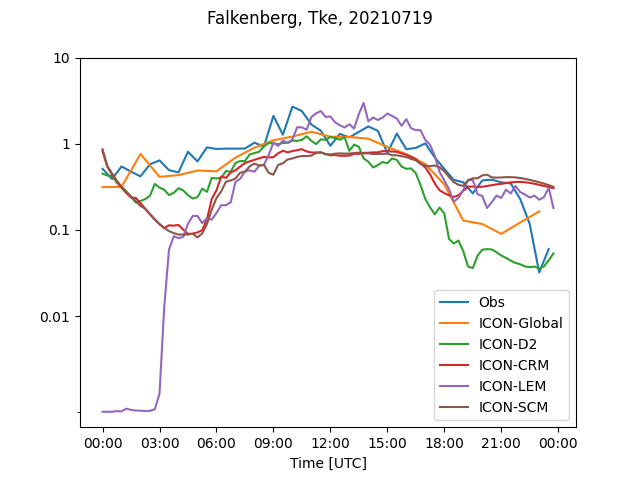 Falkenberg, Tke, 20210719
10
1
0.1
0.01
Obs
ICON-Global
ICON-D2
ICON-CRM
ICON-LEM
ICON-SCM
00:00 03:00 06:00 09:00 12:00 15:00 18:00 21:00 00:00
Time [UTC]